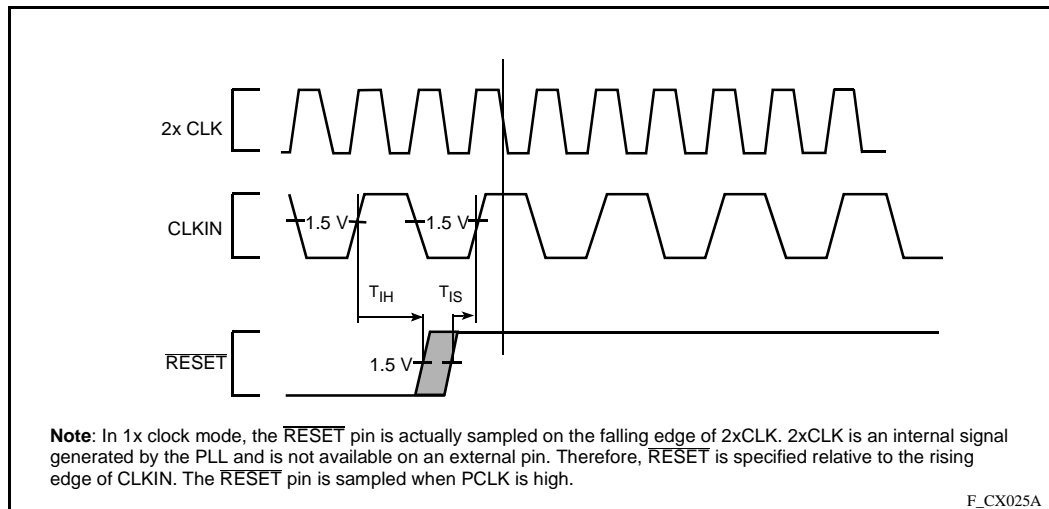 2x CLK
CLKIN
1.5 V
1.5 V
TIH
TIS
RESET
1.5 V
Note: In 1x clock mode, the RESET pin is actually sampled on the falling edge of 2xCLK. 2xCLK is an internal signal
generated by the PLL and is not available on an external pin. Therefore, RESET is specified relative to the rising
edge of CLKIN. The RESET pin is sampled when PCLK is high.
F_CX025A